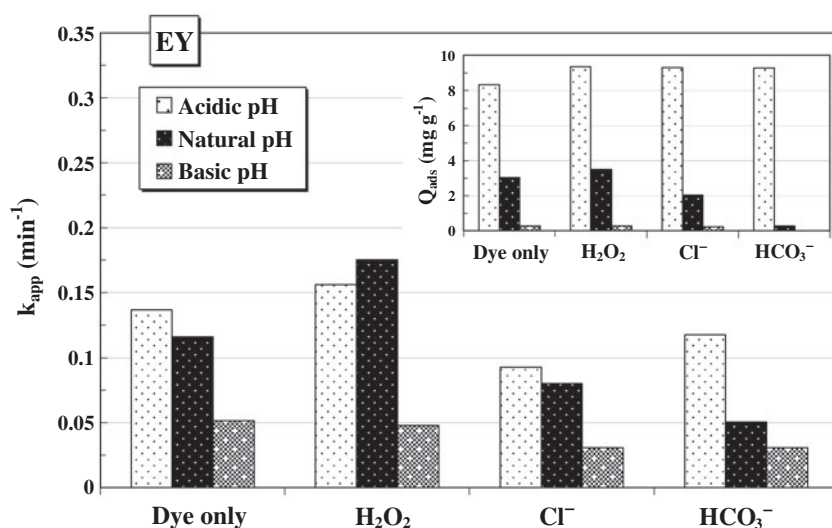 EY
Acidic pH
Natural pH
Basic pH
k_app (min⁻¹)
0.35
0.3
0.25
0.2
0.15
0.1
0.05
0
Dye only H₂O₂ Cl⁻ HCO₃⁻
Q_ads (mg g⁻¹)
10
8
6
4
2
0
Dye only H₂O₂ Cl⁻ HCO₃⁻